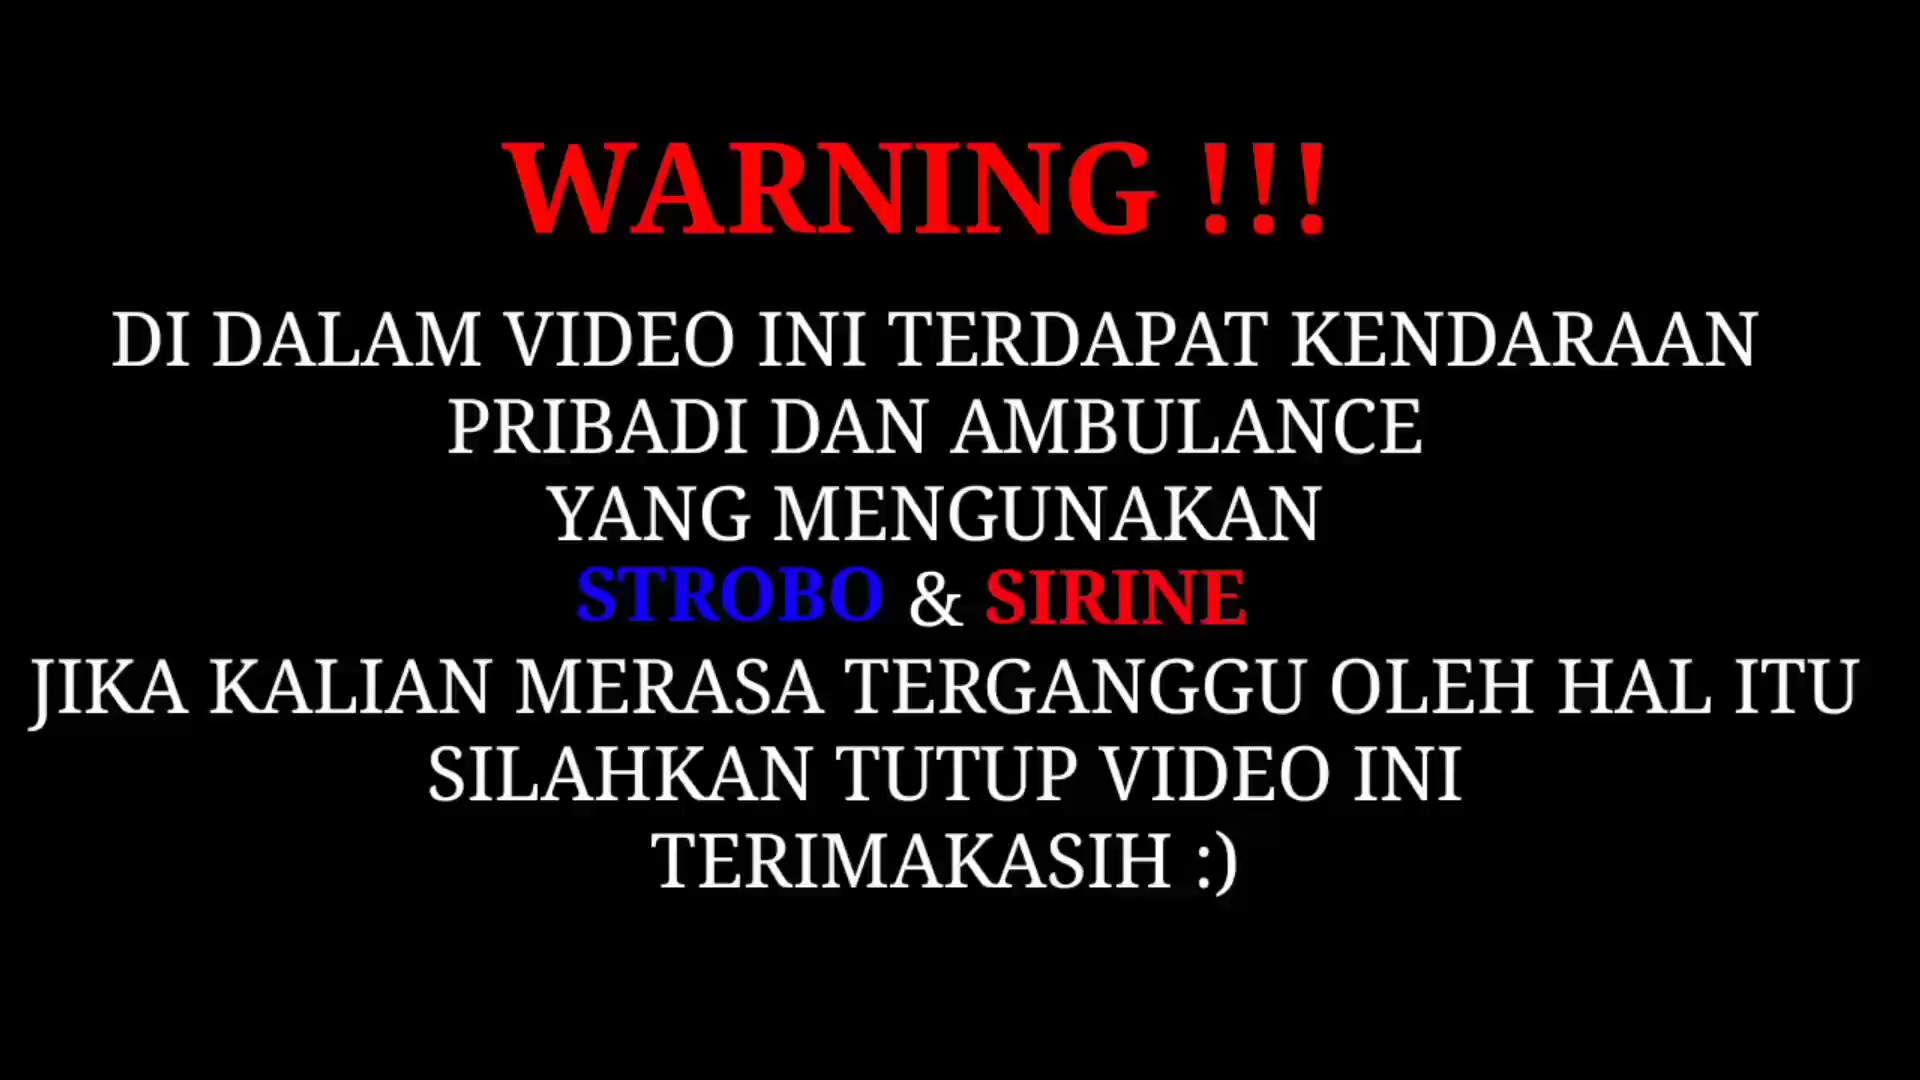 WARNING !!!
DI DALAM VIDEO INI TERDAPAT KENDARAAN
PRIBADI DAN AMBULANCE
YANG MENGUNAKAN
STROBO & SIRINE
JIKA KALIAN MERASA TERGANGGU OLEH HAL ITU
SILAHKAN TUTUP VIDEO INI
TERIMAKASIH :)